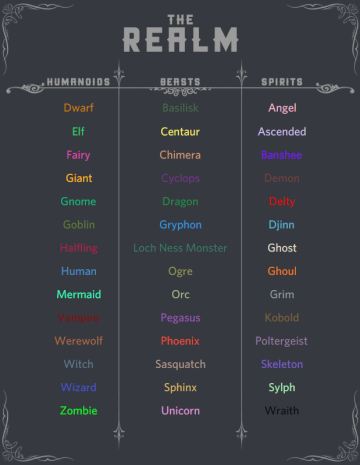 THE
REALM
HUMANOIDS BEASTS SPIRITS
Dwarf Basilisk Angel
Elf Centaur Ascended
Fairy Chimera Banshee
Giant Cyclops Demon
Gnome Dragon Deity
Goblin Gryphon Djinn
Halfling Loch Ness Monster Ghost
Human Ogre Ghoul
Mermaid Orc Grim
Vampire Pegasus Kobold
Werewolf Phoenix Poltergeist
Witch Sasquatch Skeleton
Wizard Sphinx Sylph
Zombie Unicorn Wraith